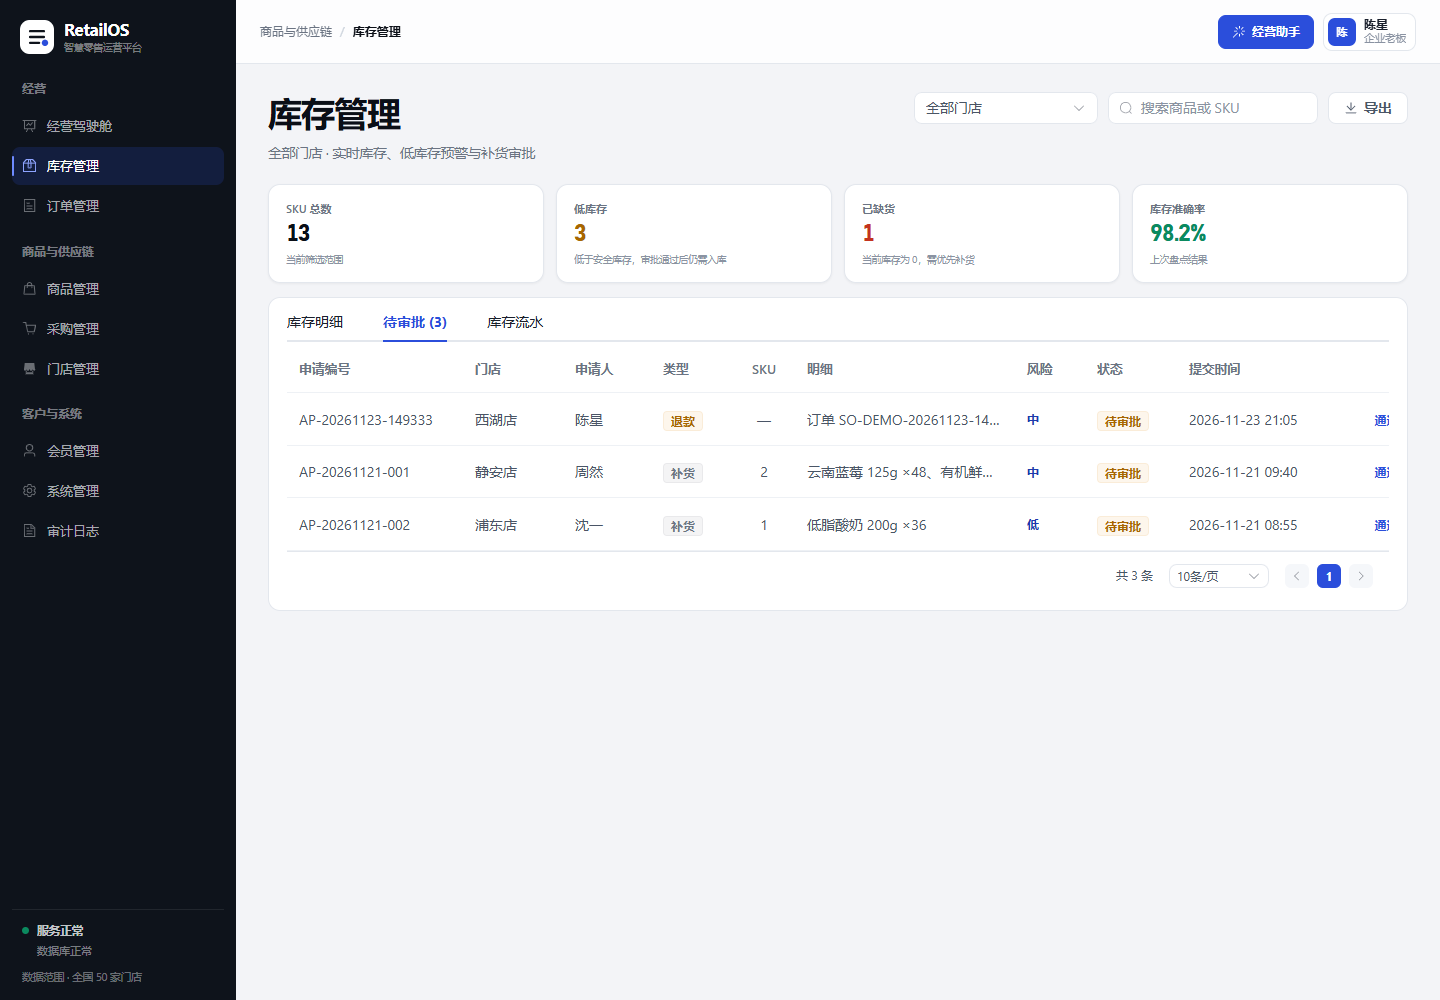 RetailOS
智慧零售运营平台
经营
经营驾驶舱
库存管理
订单管理
商品与供应链
商品管理
采购管理
门店管理
客户与系统
会员管理
系统管理
审计日志
服务正常
数据库正常
数据范围 · 全国 50 家门店
商品与供应链 / 库存管理
经营助手
陈
陈星
企业老板
库存管理
全部门店 · 实时库存、低库存预警与补货审批
全部门店
搜索商品或 SKU
导出
SKU 总数
13
当前筛选范围
低库存
3
低于安全库存，审批通过后仍需入库
已缺货
1
当前库存为 0，需优先补货
库存准确率
98.2%
上次盘点结果
库存明细 待审批 (3) 库存流水
申请编号 门店 申请人 类型 SKU 明细 风险 状态 提交时间
AP-20261123-149333 西湖店 陈星 退款 — 订单 SO-DEMO-20261123-14... 中 待审批 2026-11-23 21:05 通
AP-20261121-001 静安店 周然 补货 2 云南蓝莓 125g ×48、有机鲜... 中 待审批 2026-11-21 09:40 通
AP-20261121-002 浦东店 沈一 补货 1 低脂酸奶 200g ×36 低 待审批 2026-11-21 08:55 通
共 3 条 10条/页 1